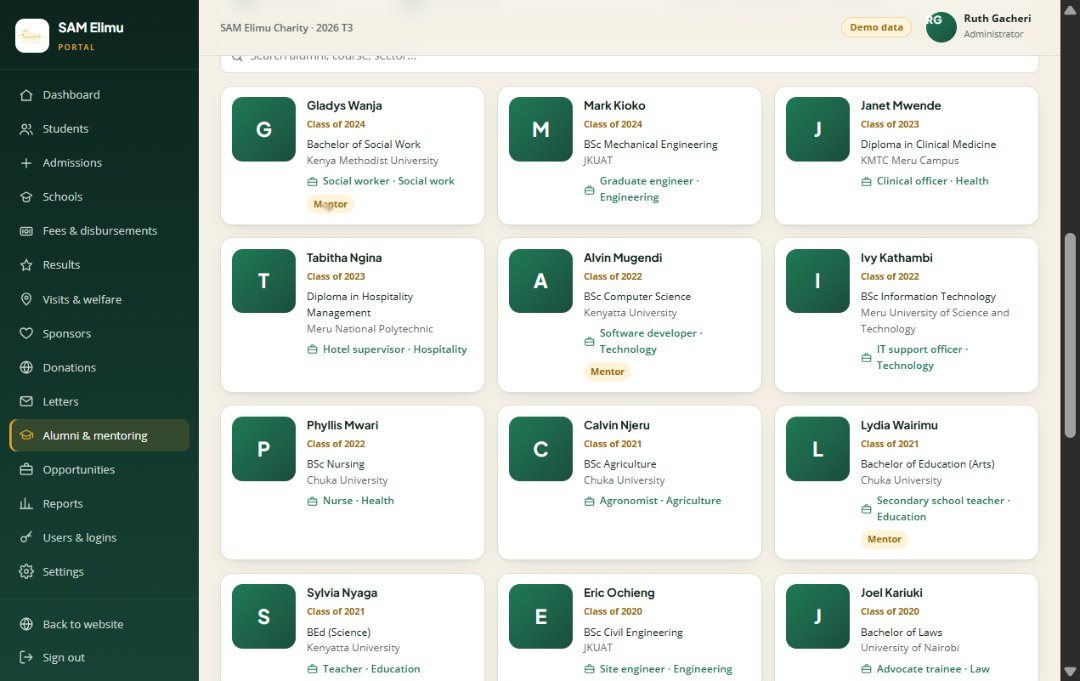 SAM Elimu
PORTAL
Dashboard
Students
Admissions
Schools
Fees & disbursements
Results
Visits & welfare
Sponsors
Donations
Letters
Alumni & mentoring
Opportunities
Reports
Users & logins
Settings
Back to website
Sign out
SAM Elimu Charity · 2026 T3
Demo data
RG
Ruth Gacheri
Administrator
Search alumni, course, sector...
G
Gladys Wanja
Class of 2024
Bachelor of Social Work
Kenya Methodist University
Social worker · Social work
Mentor
M
Mark Kioko
Class of 2024
BSc Mechanical Engineering
JKUAT
Graduate engineer ·
Engineering
J
Janet Mwende
Class of 2023
Diploma in Clinical Medicine
KMTC Meru Campus
Clinical officer · Health
T
Tabitha Ngina
Class of 2023
Diploma in Hospitality
Management
Meru National Polytechnic
Hotel supervisor · Hospitality
A
Alvin Mugendi
Class of 2022
BSc Computer Science
Kenyatta University
Software developer ·
Technology
Mentor
I
Ivy Kathambi
Class of 2022
BSc Information Technology
Meru University of Science and
Technology
IT support officer ·
Technology
P
Phyllis Mwari
Class of 2022
BSc Nursing
Chuka University
Nurse · Health
C
Calvin Njeru
Class of 2021
BSc Agriculture
Chuka University
Agronomist · Agriculture
L
Lydia Wairimu
Class of 2021
Bachelor of Education (Arts)
Chuka University
Secondary school teacher ·
Education
Mentor
S
Sylvia Nyaga
Class of 2021
BEd (Science)
Kenyatta University
Teacher · Education
E
Eric Ochieng
Class of 2020
BSc Civil Engineering
JKUAT
Site engineer · Engineering
J
Joel Kariuki
Class of 2020
Bachelor of Laws
University of Nairobi
Advocate trainee · Law